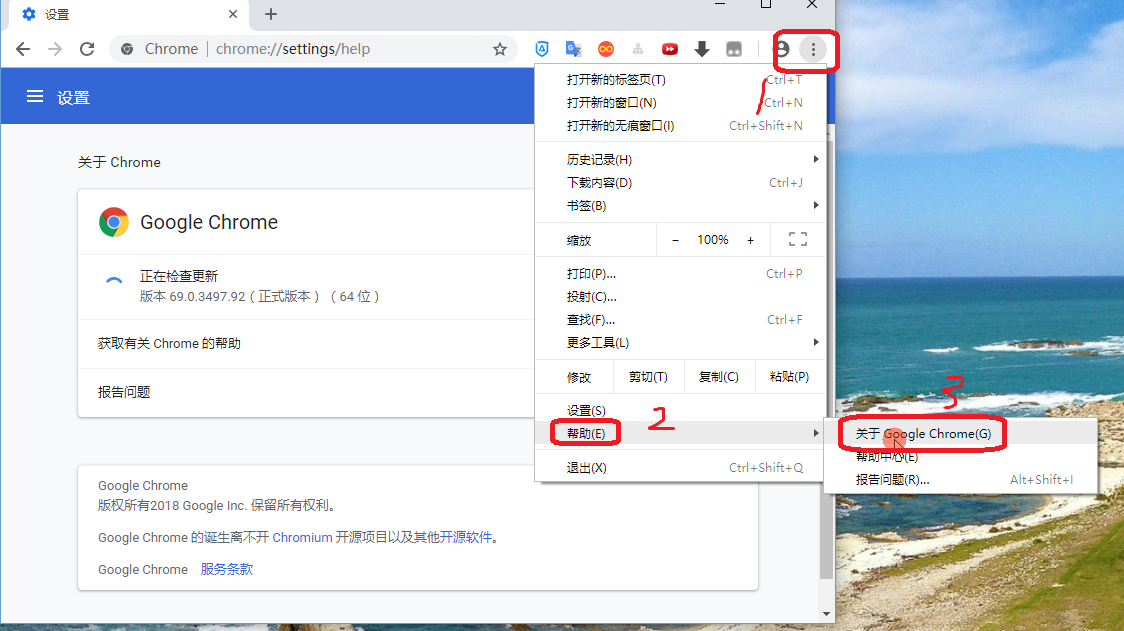 设置
Chrome
chrome://settings/help
设置
关于 Chrome
Google Chrome
正在检查更新
版本 69.0.3497.92 ( 正式版本 ) （ 64 位 ）
获取有关 Chrome 的帮助
报告问题
Google Chrome
版权所有2018 Google Inc. 保留所有权利。
Google Chrome 的诞生离不开 Chromium 开源项目以及其他开源软件。
Google Chrome 服务条款
打开新的标签页(T) Ctrl+T
打开新的窗口(N) Ctrl+N
打开新的无痕窗口(I) Ctrl+Shift+N
历史记录(H)
下载内容(D) Ctrl+J
书签(B)
缩放 − 100% +
打印(P)... Ctrl+P
投射(C)...
查找(F)... Ctrl+F
更多工具(L)
修改 剪切(T) 复制(C) 粘贴(P)
设置(S)
帮助(E)
退出(X) Ctrl+Shift+Q
1
2
3
关于 Google Chrome(G)
帮助中心(E)
报告问题(R)... Alt+Shift+I